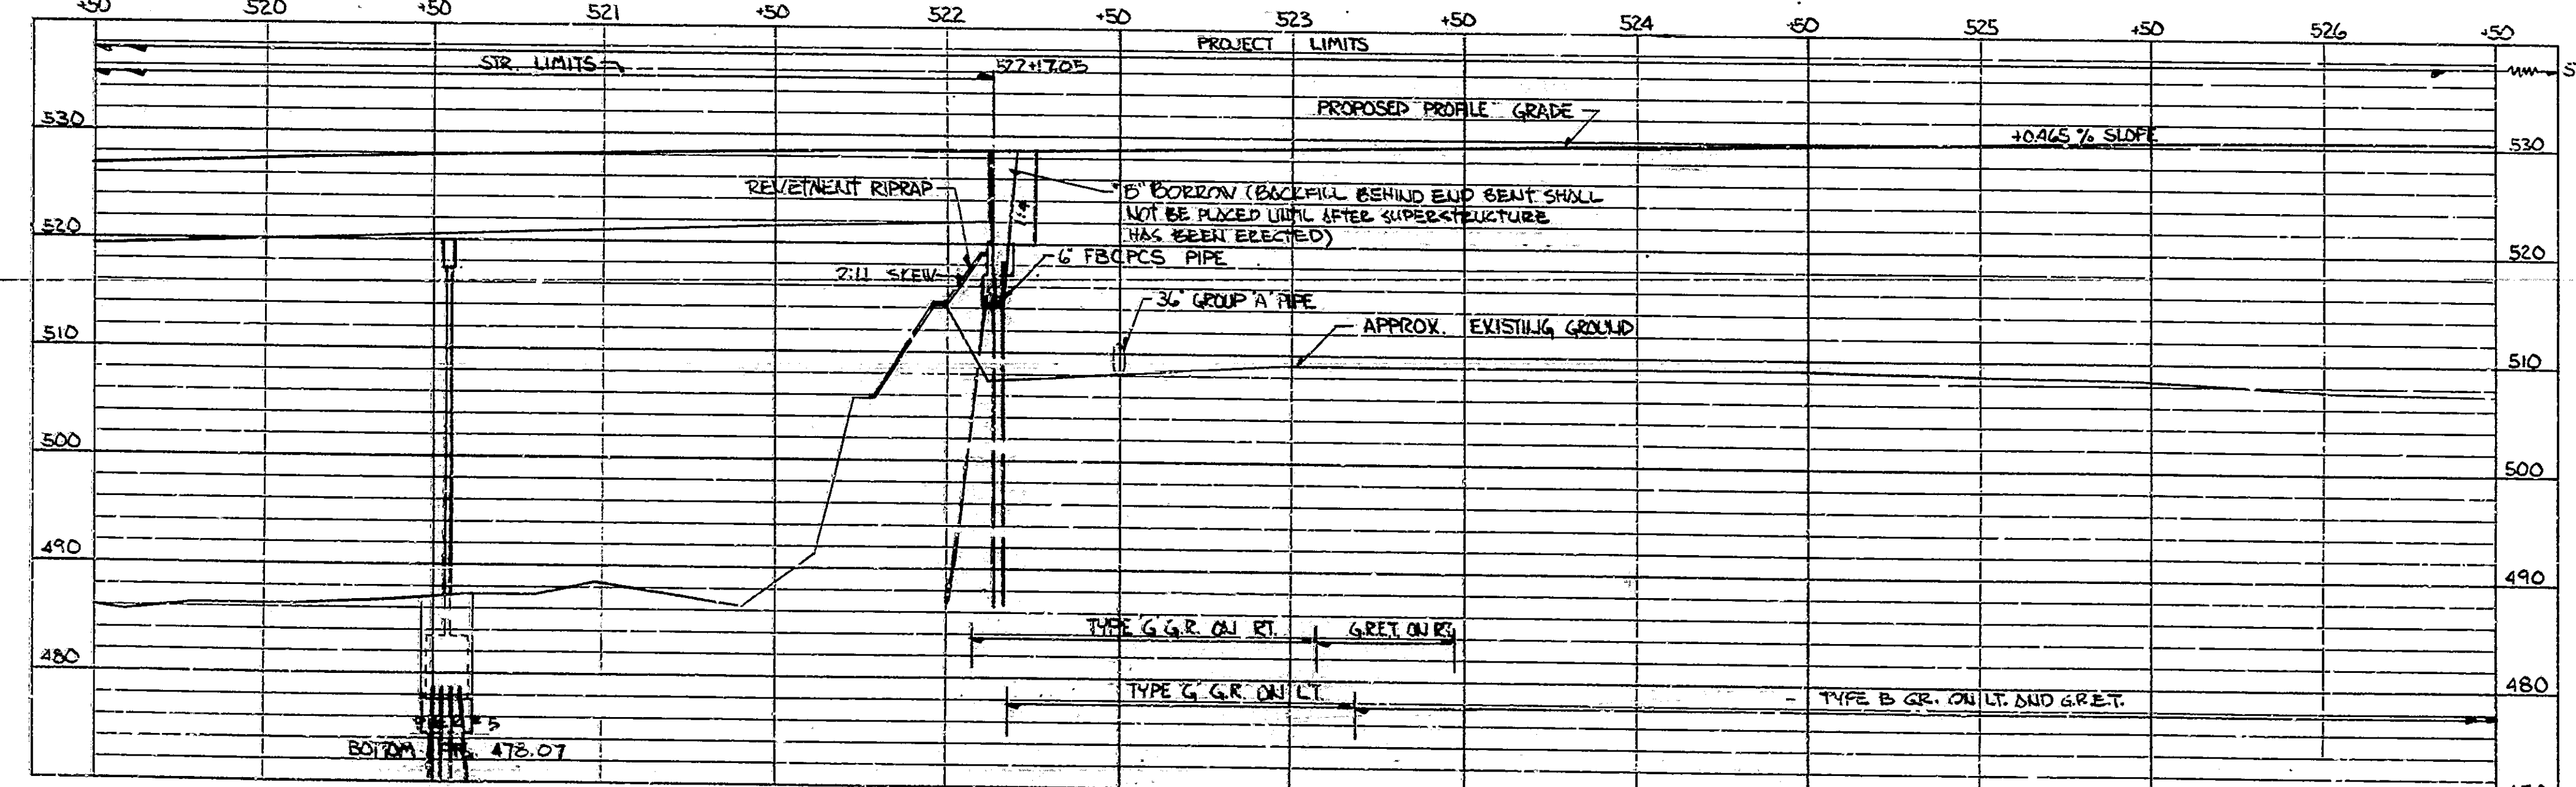 +50 520 +50 521 +50 522 +50 523 +50 524 +50 525 +50 526 +50
PROJECT LIMITS
STR. LIMITS
522+17.05
PROPOSED PROFILE GRADE
+0.465 % SLOPE
530
530
REVETMENT RIPRAP
"B" BORROW (BACKFILL BEHIND END BENT SHALL
NOT BE PLACED UNTIL AFTER SUPERSTRUCTURE
HAS BEEN ERECTED)
1:4
520
520
6" FBCPCS PIPE
2:1 SKEW
36" GROUP 'A' PIPE
APPROX. EXISTING GROUND
510
510
500
500
490
490
TYPE 'G' G.R. ON RT.
G.R.E.T. ON RT.
480
480
TYPE 'G' G.R. ON LT.
TYPE B GR. ON LT. AND G.R.E.T.
5
BOTTOM 473.07